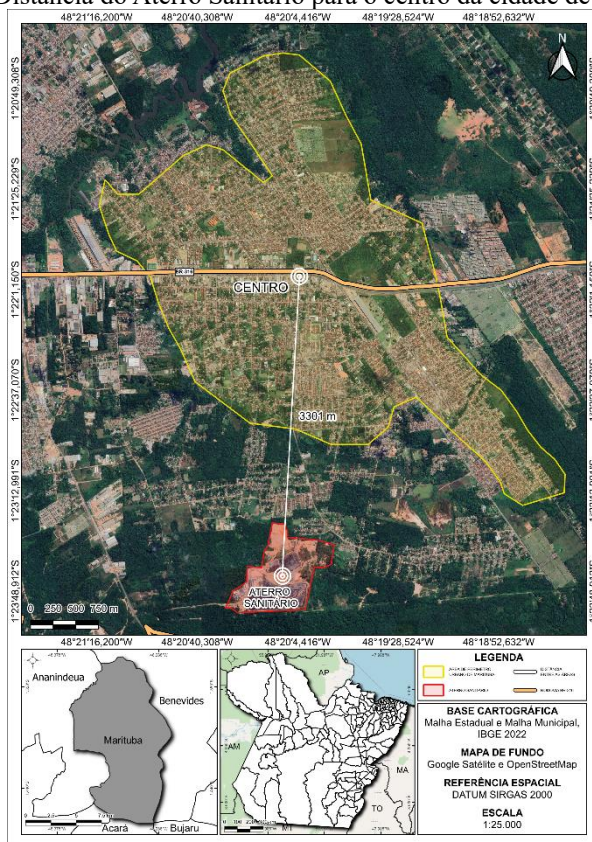 Distância do Aterro Sanitário para o centro da cidade de
48°21'16,200"W 48°20'40,308"W 48°20'4,416"W 48°19'28,524"W 48°18'52,632"W
N
1°20'49,308"S
1°21'25,229"S
1°22'1,150"S
1°22'37,070"S
1°23'12,991"S
1°23'48,912"S
BR-316
CENTRO
3301 m
ATERRO
SANITÁRIO
0 250 500 750 m
48°21'16,200"W 48°20'40,308"W 48°20'4,416"W 48°19'28,524"W 48°18'52,632"W
Ananindeua
Benevides
Marituba
Acará
Bujaru
AP
AM
MA
TO
MT
LEGENDA
BASE CARTOGRÁFICA
Malha Estadual e Malha Municipal,
IBGE 2022
MAPA DE FUNDO
Google Satélite e OpenStreetMap
REFERÊNCIA ESPACIAL
DATUM SIRGAS 2000
ESCALA
1:25.000